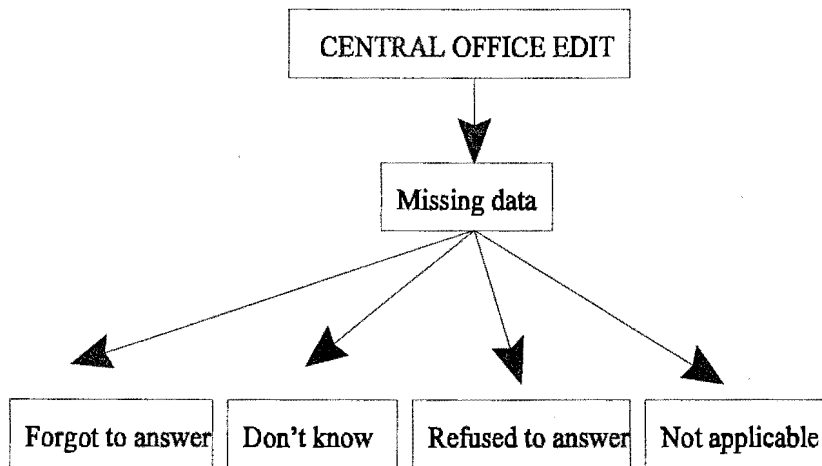 CENTRAL OFFICE EDIT
Missing data
Forgot to answer
Don't know
Refused to answer
Not applicable